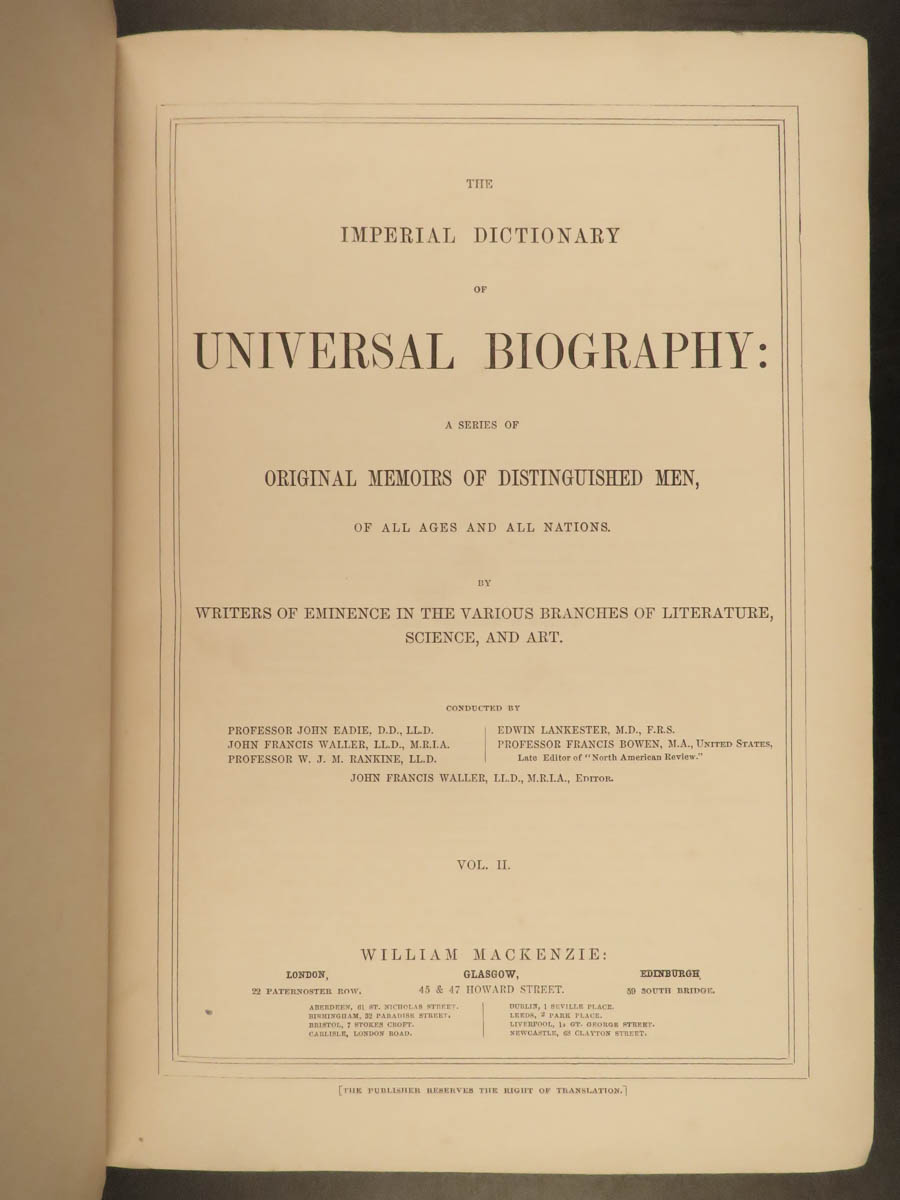 THE
IMPERIAL DICTIONARY
OF
UNIVERSAL BIOGRAPHY:
A SERIES OF
ORIGINAL MEMOIRS OF DISTINGUISHED MEN,
OF ALL AGES AND ALL NATIONS.
BY
WRITERS OF EMINENCE IN THE VARIOUS BRANCHES OF LITERATURE,
SCIENCE, AND ART.
CONDUCTED BY
PROFESSOR JOHN EADIE, D.D., LL.D.
JOHN FRANCIS WALLER, LL.D., M.R.I.A.
PROFESSOR W. J. M. RANKINE, LL.D.
EDWIN LANKESTER, M.D., F.R.S.
PROFESSOR FRANCIS BOWEN, M.A., UNITED STATES,
Late Editor of "North American Review."
JOHN FRANCIS WALLER, LL.D., M.R.I.A., EDITOR.
VOL. II.
WILLIAM MACKENZIE:
LONDON, GLASGOW, EDINBURGH,
22 PATERNOSTER ROW. 45 & 47 HOWARD STREET. 59 SOUTH BRIDGE.
ABERDEEN, 61 ST. NICHOLAS STREET.
BIRMINGHAM, 32 PARADISE STREET.
BRISTOL, 7 STOKES CROFT.
CARLISLE, LONDON ROAD.
DUBLIN, 1 SEVILLE PLACE.
LEEDS, 2 PARK PLACE.
LIVERPOOL, 14 GT. GEORGE STREET.
NEWCASTLE, 63 CLAYTON STREET.
[THE PUBLISHER RESERVES THE RIGHT OF TRANSLATION.]